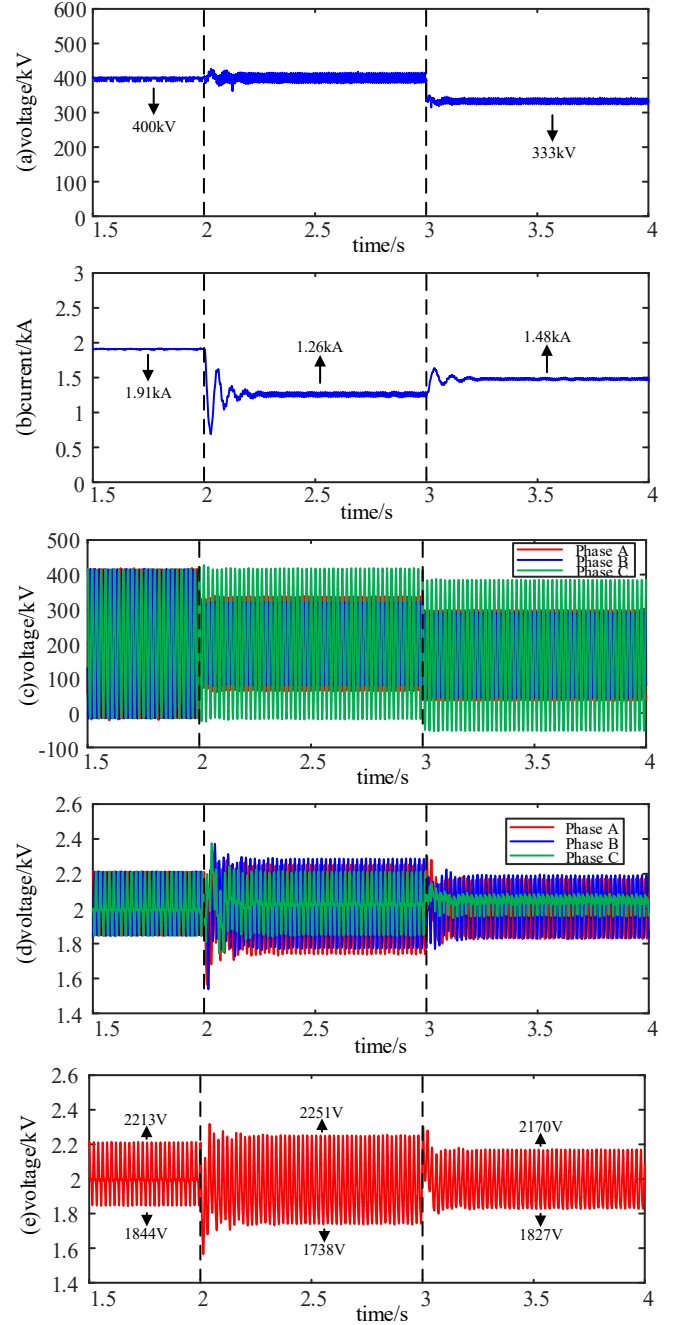 (a)voltage/kV
600
500
400
300
200
100
0
400kV
333kV
1.5 2 2.5 3 3.5 4
time/s
(b)current/kA
3
2.5
2
1.5
1
0.5
0
1.91kA
1.26kA
1.48kA
1.5 2 2.5 3 3.5 4
time/s
(c)voltage/kV
500
400
300
200
100
0
-100
Phase A
Phase B
Phase C
1.5 2 2.5 3 3.5 4
time/s
(d)voltage/kV
2.6
2.4
2.2
2
1.8
1.6
1.4
Phase A
Phase B
Phase C
1.5 2 2.5 3 3.5 4
time/s
(e)voltage/kV
2.6
2.4
2.2
2
1.8
1.6
1.4
2213V
2251V
2170V
1844V
1738V
1827V
1.5 2 2.5 3 3.5 4
time/s